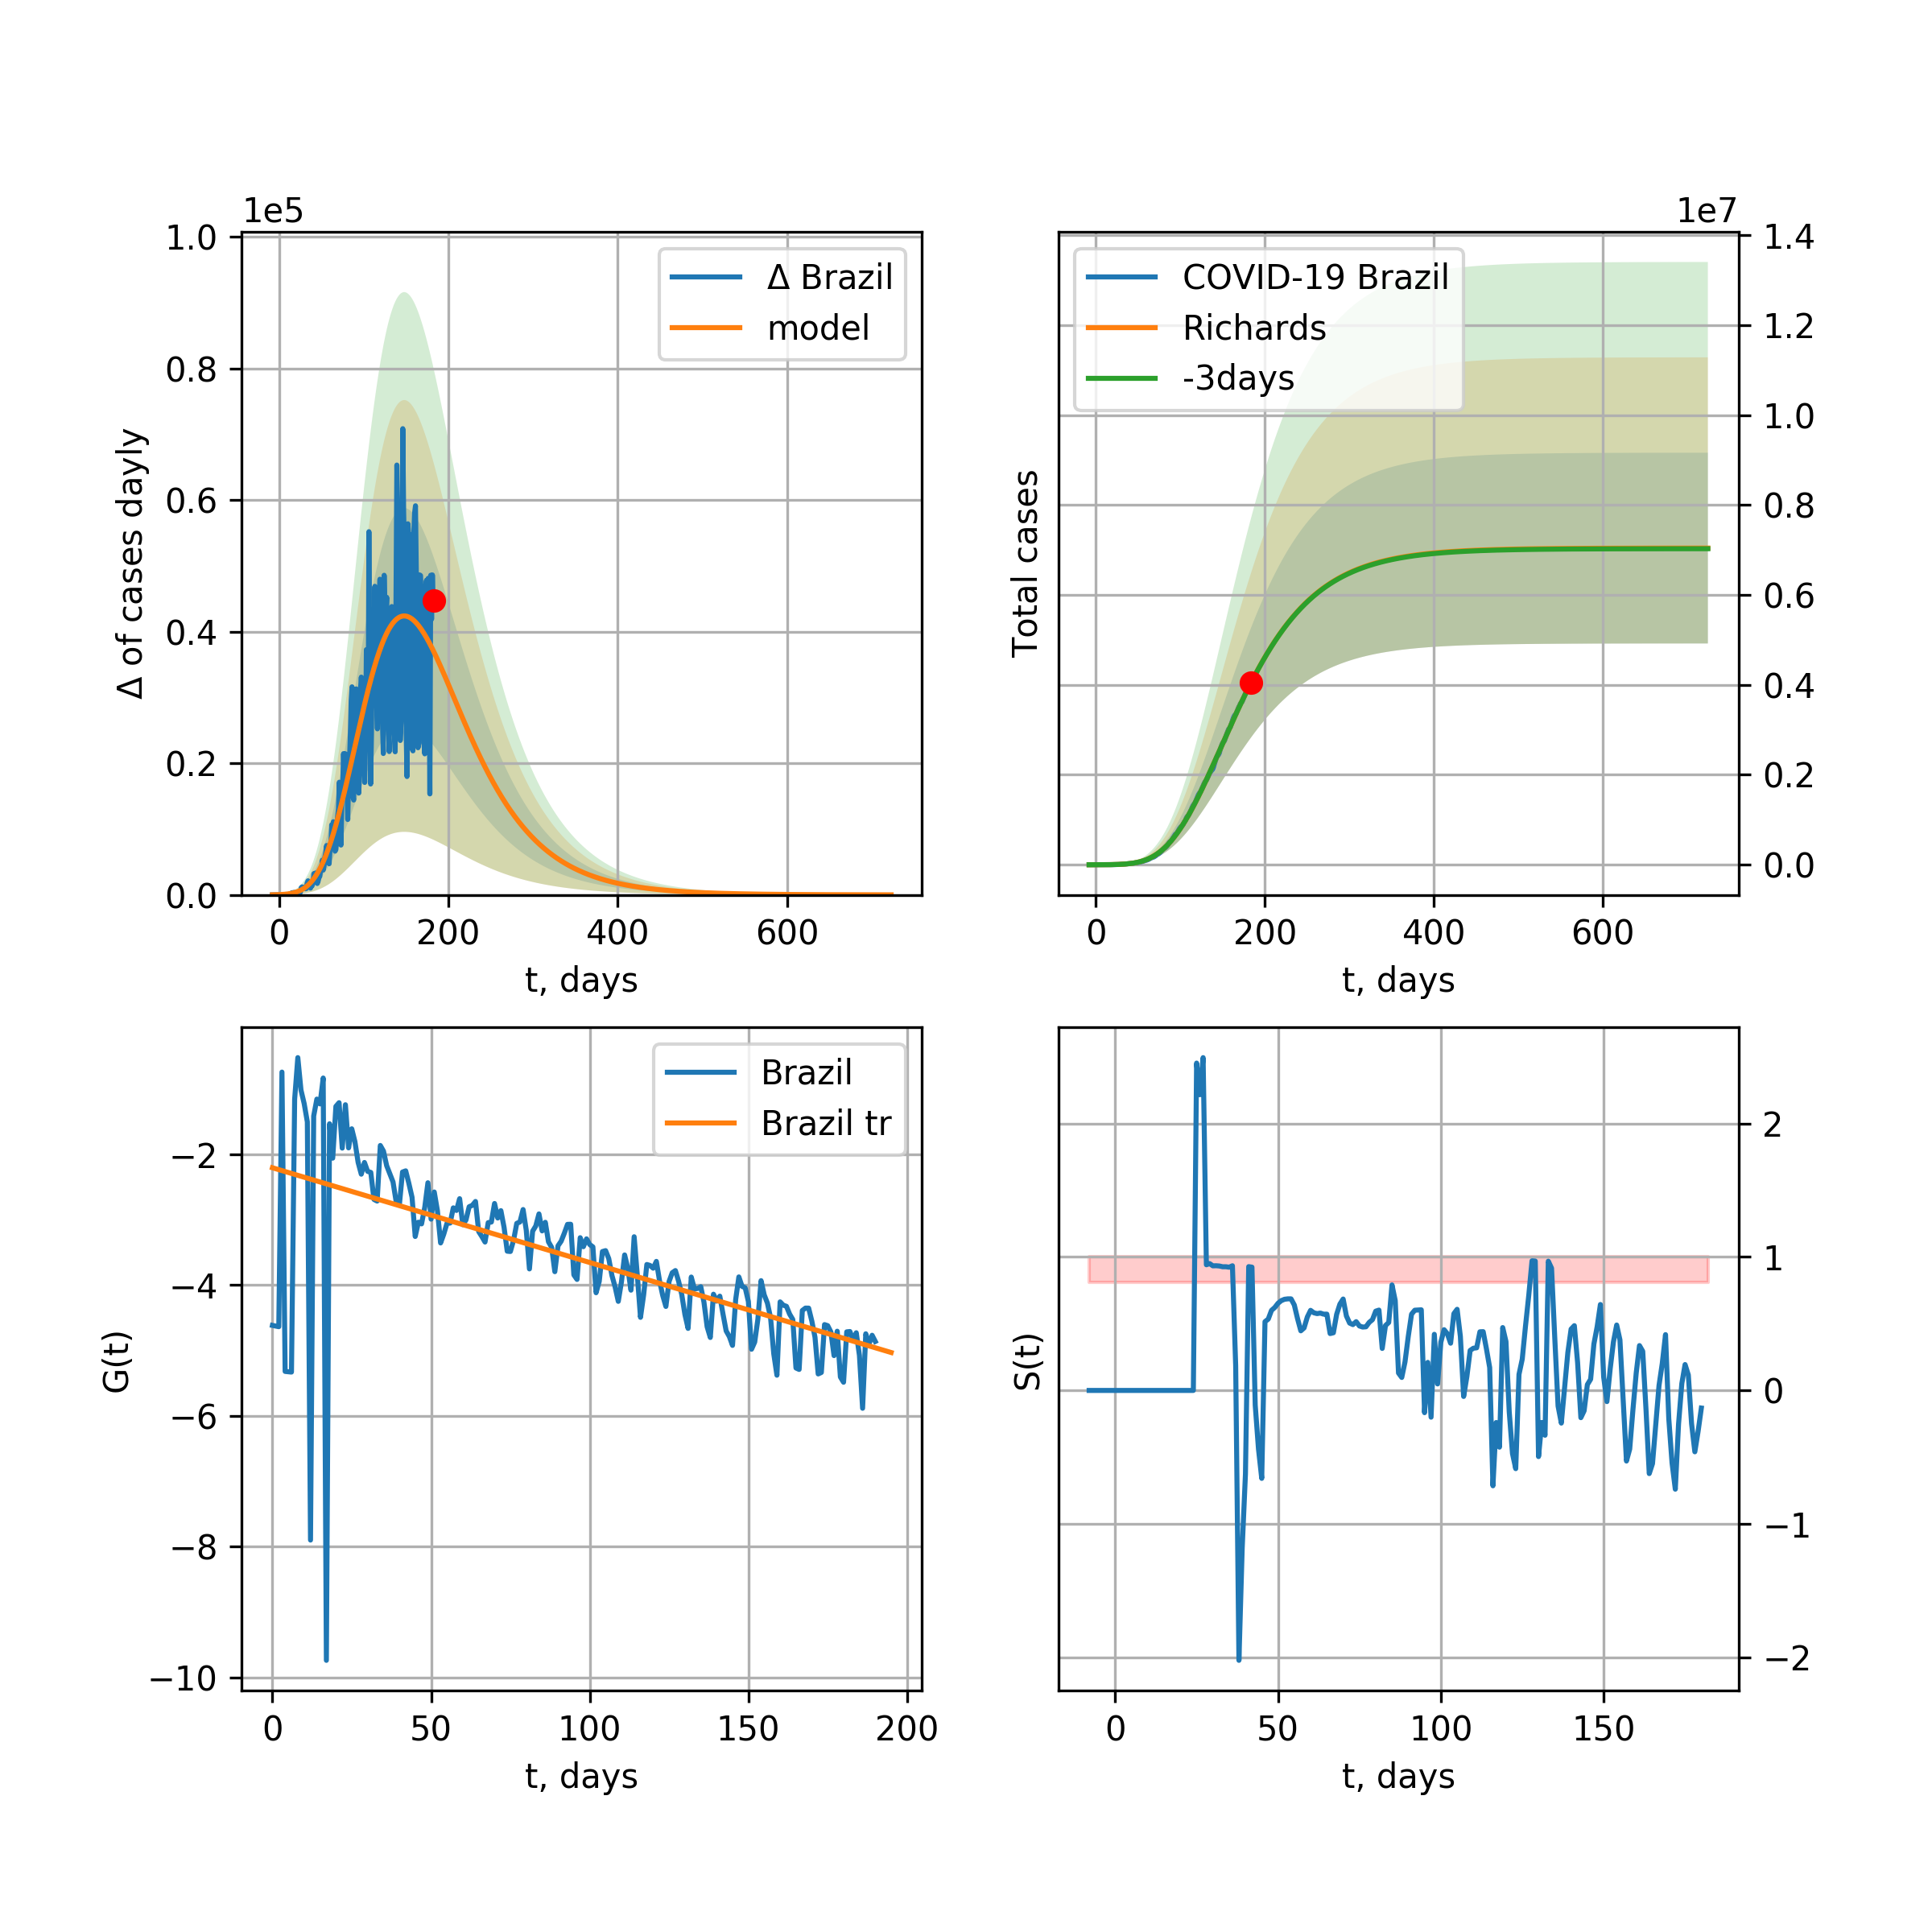 1e5
1.0
0.8
0.6
0.4
0.2
0.0
Δ of cases dayly
Δ Brazil
model
0 200 400 600
t, days
1e7
1.4
1.2
1.0
0.8
0.6
0.4
0.2
0.0
Total cases
COVID-19 Brazil
Richards
-3days
0 200 400 600
t, days
−2
−4
−6
−8
−10
G(t)
Brazil
Brazil tr
0 50 100 150 200
t, days
2
1
0
−1
−2
S(t)
0 50 100 150
t, days